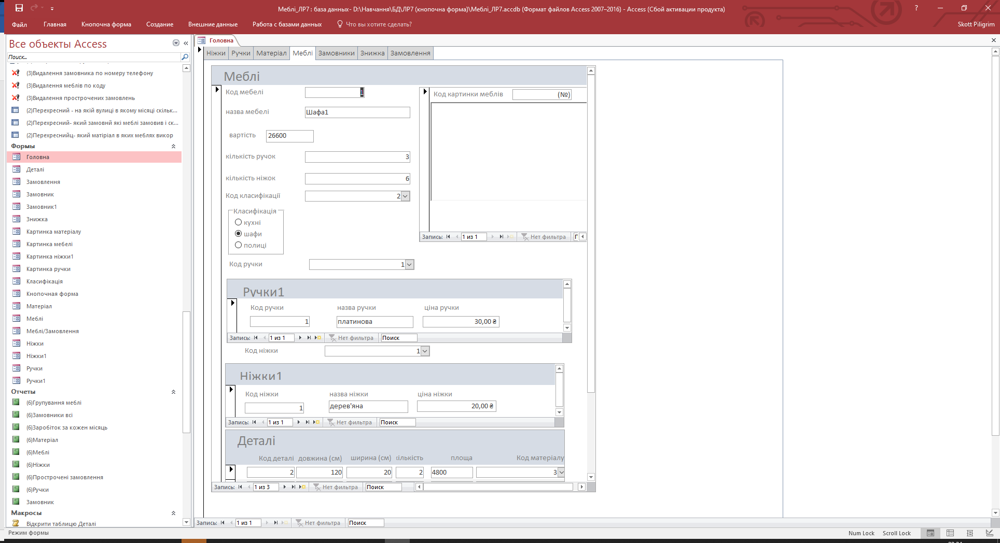 Меблі_ЛР7 : база данных- D:\Навчання\БД\ЛР7 (кнопочна форма)\Меблі_ЛР7.accdb (Формат файлов Access 2007–2016) - Access (Сбой активации продукта)
?
Файл Главная Кнопочна форма Создание Внешние данные Работа с базами данных Что вы хотите сделать? Skott Piligrim
Все объекты Access
Поиск...
(3)Видалення замовника по номеру телефону
(3)Видалення меблів по коду
(3)Видалення прострочених замовлень
(2)Перехресний - на якій вулиці в якому місяці скільк...
(2)Перехресний- який замовнй які меблі замовив і ск...
(2)Перехреснийц- який матіріал в яких меблях викор
Формы
Головна
Деталі
Замовлення
Замовник
Замовник1
Знижка
Картинка матеріалу
Картинка мебелі
Картинка ніжки1
Картинка ручки
Класифікація
Кнопочная форма
Матеріал
Меблі
Меблі/Замовлення
Ніжки
Ніжки1
Ручки
Ручки1
Отчеты
(6)Групування меблі
(6)Замовники всі
(6)Заробіток за кожен місяць
(6)Матеріал
(6)Меблі
(6)Ніжки
(6)Прострочені замовлення
(6)Ручки
Замовник
Макросы
Відкрити таблицю Деталі
Головна
Ніжки Ручки Матеріал Меблі Замовники Знижка Замовлення
Меблі
Код мебелі 1
назва мебелі Шафа1
вартість 26600
кількість ручок 3
кількість ніжок 6
Код класифікації 2
Класифікація
кухні
шафи
полиці
Код картинки меблів (№)
Запись: 1 из 1 Нет фильтра
Код ручки 1
Ручки1
Код ручки назва ручки ціна ручки
1 платинова 30,00 ₴
Запись: 1 из 1 Нет фильтра Поиск
Код ніжки 1
Ніжки1
Код ніжки назва ніжки ціна ніжки
1 дерев'яна 20,00 ₴
Запись: 1 из 1 Нет фильтра Поиск
Деталі
Код деталі довжина (см) ширина (см) кількість площа Код матеріалу
2 120 20 2 4800 3
Запись: 1 из 3 Нет фильтра Поиск
Запись: 1 из 1 Нет фильтра Поиск
Режим формы Num Lock Scroll Lock